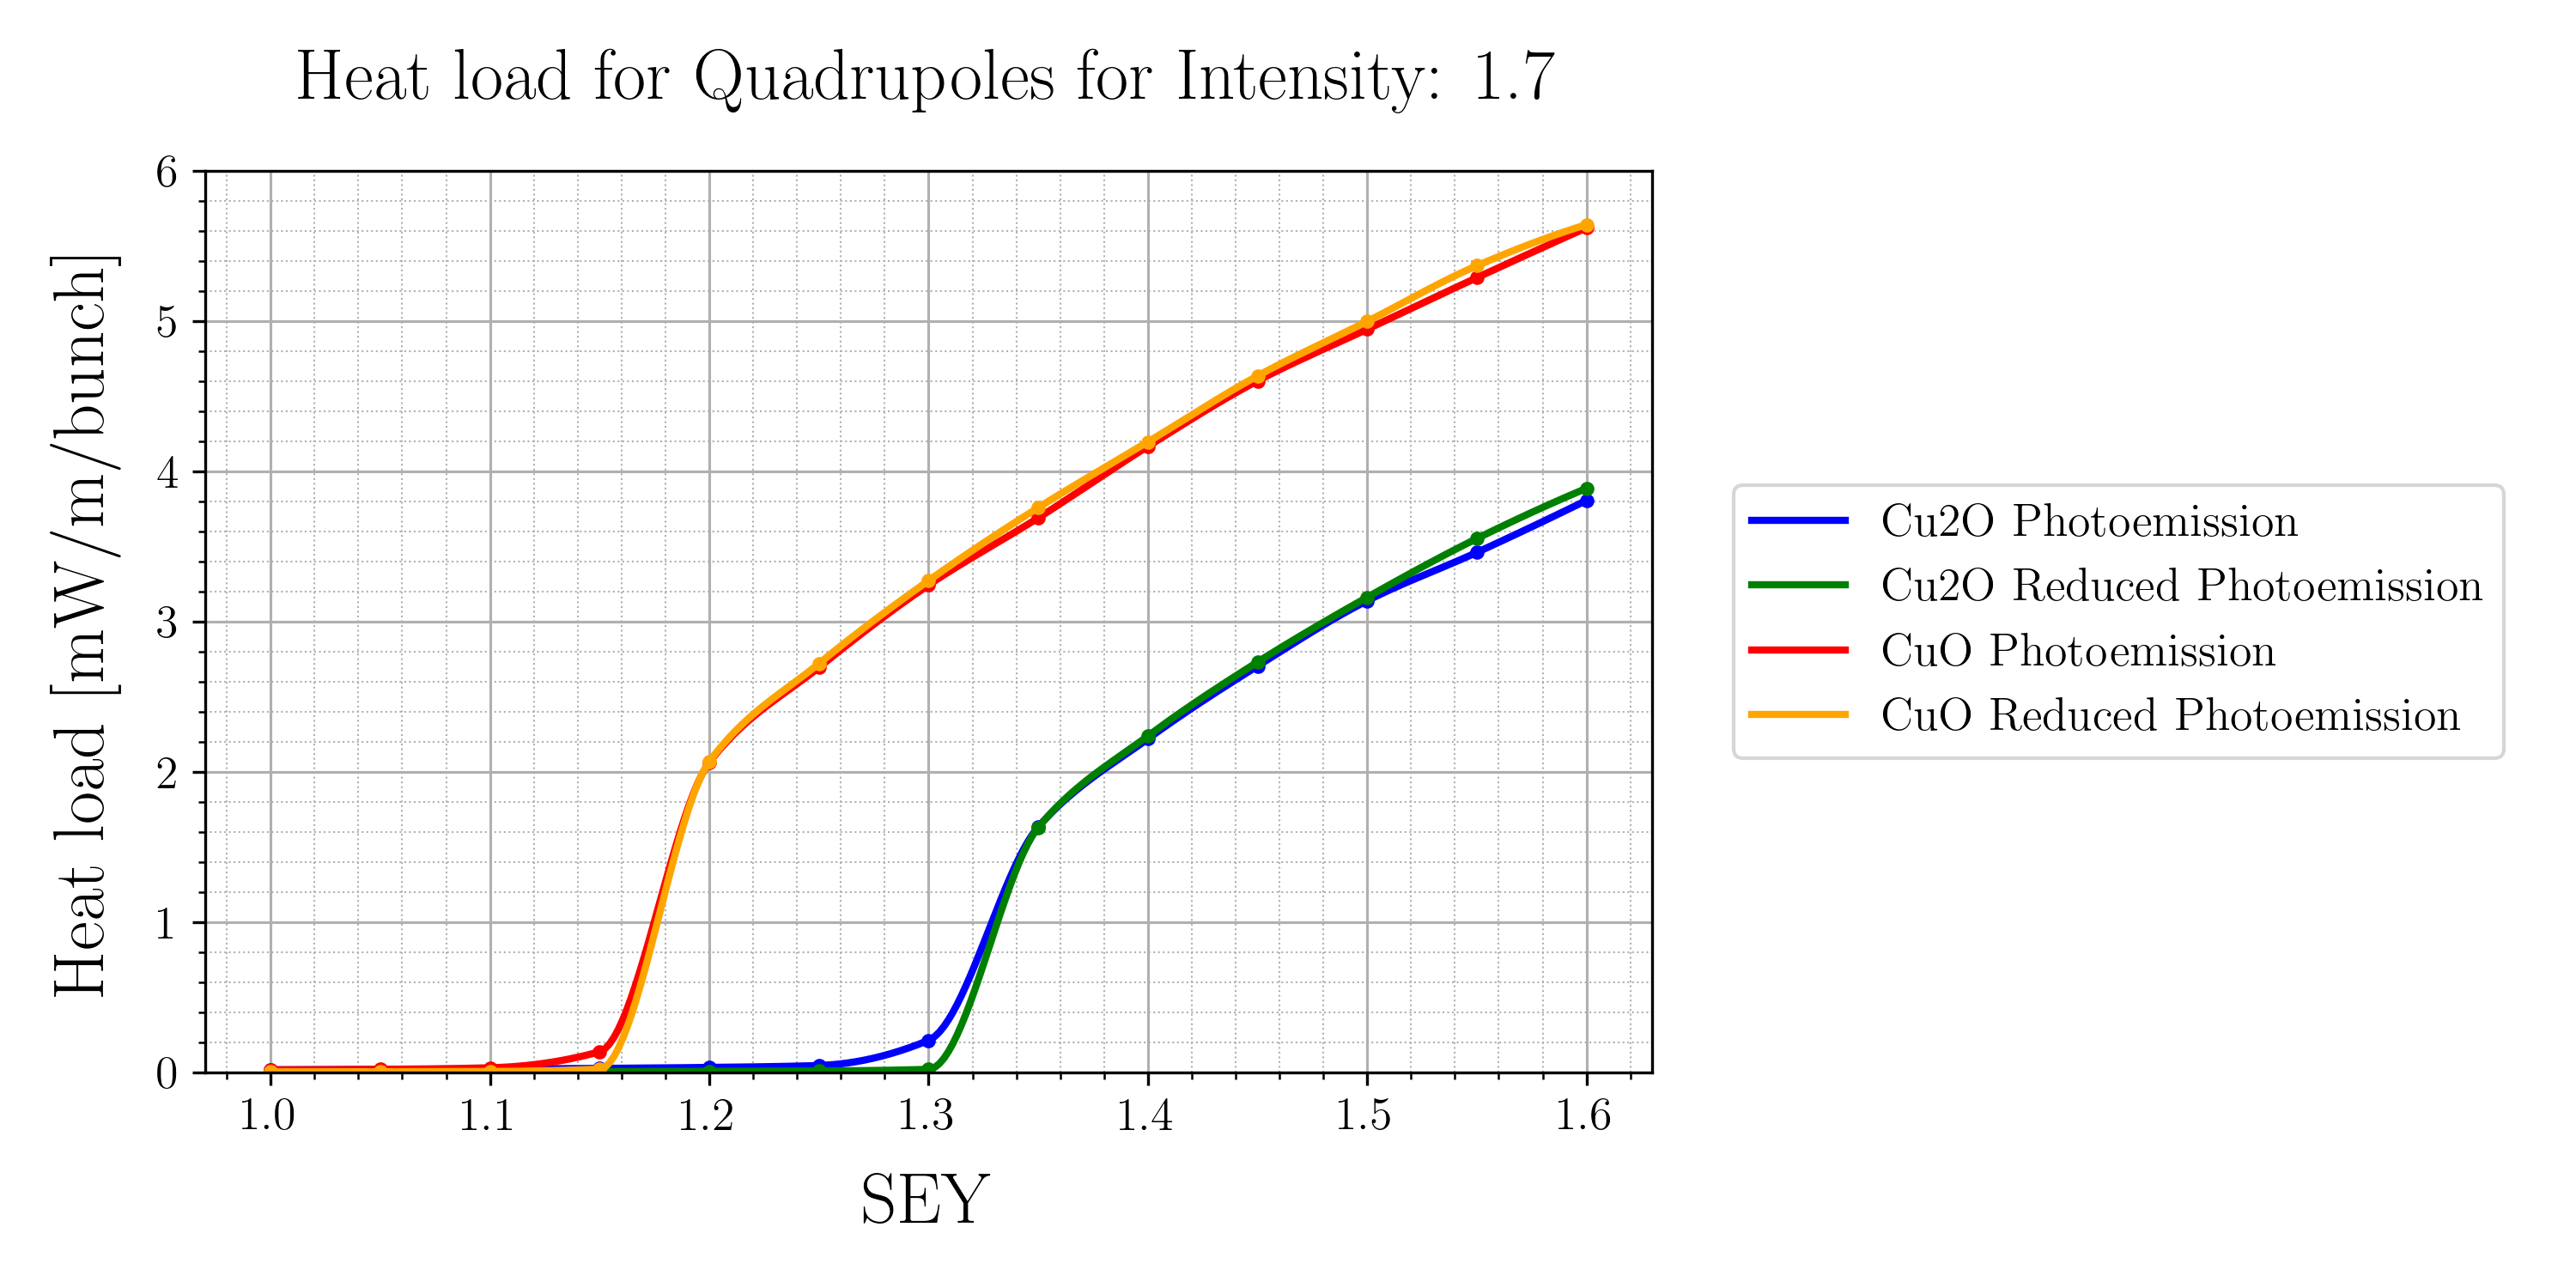 Heat load for Quadrupoles for Intensity: 1.7
Heat load [mW/m/bunch]
6
5
4
3
2
1
0
1.0 1.1 1.2 1.3 1.4 1.5 1.6
SEY
Cu2O Photoemission
Cu2O Reduced Photoemission
CuO Photoemission
CuO Reduced Photoemission